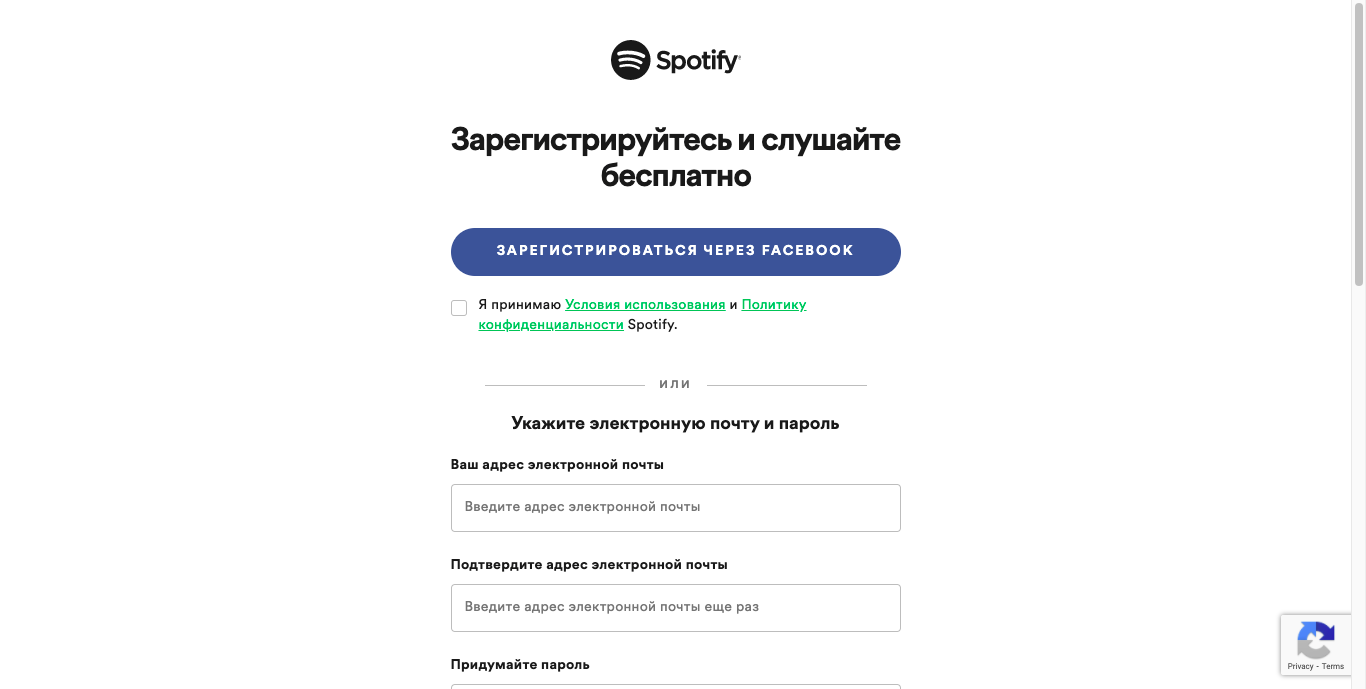 Spotify
Зарегистрируйтесь и слушайте
бесплатно
ЗАРЕГИСТРИРОВАТЬСЯ ЧЕРЕЗ FACEBOOK
Я принимаю Условия использования и Политику
конфиденциальности Spotify.
ИЛИ
Укажите электронную почту и пароль
Ваш адрес электронной почты
Введите адрес электронной почты
Подтвердите адрес электронной почты
Введите адрес электронной почты еще раз
Придумайте пароль
Privacy - Terms